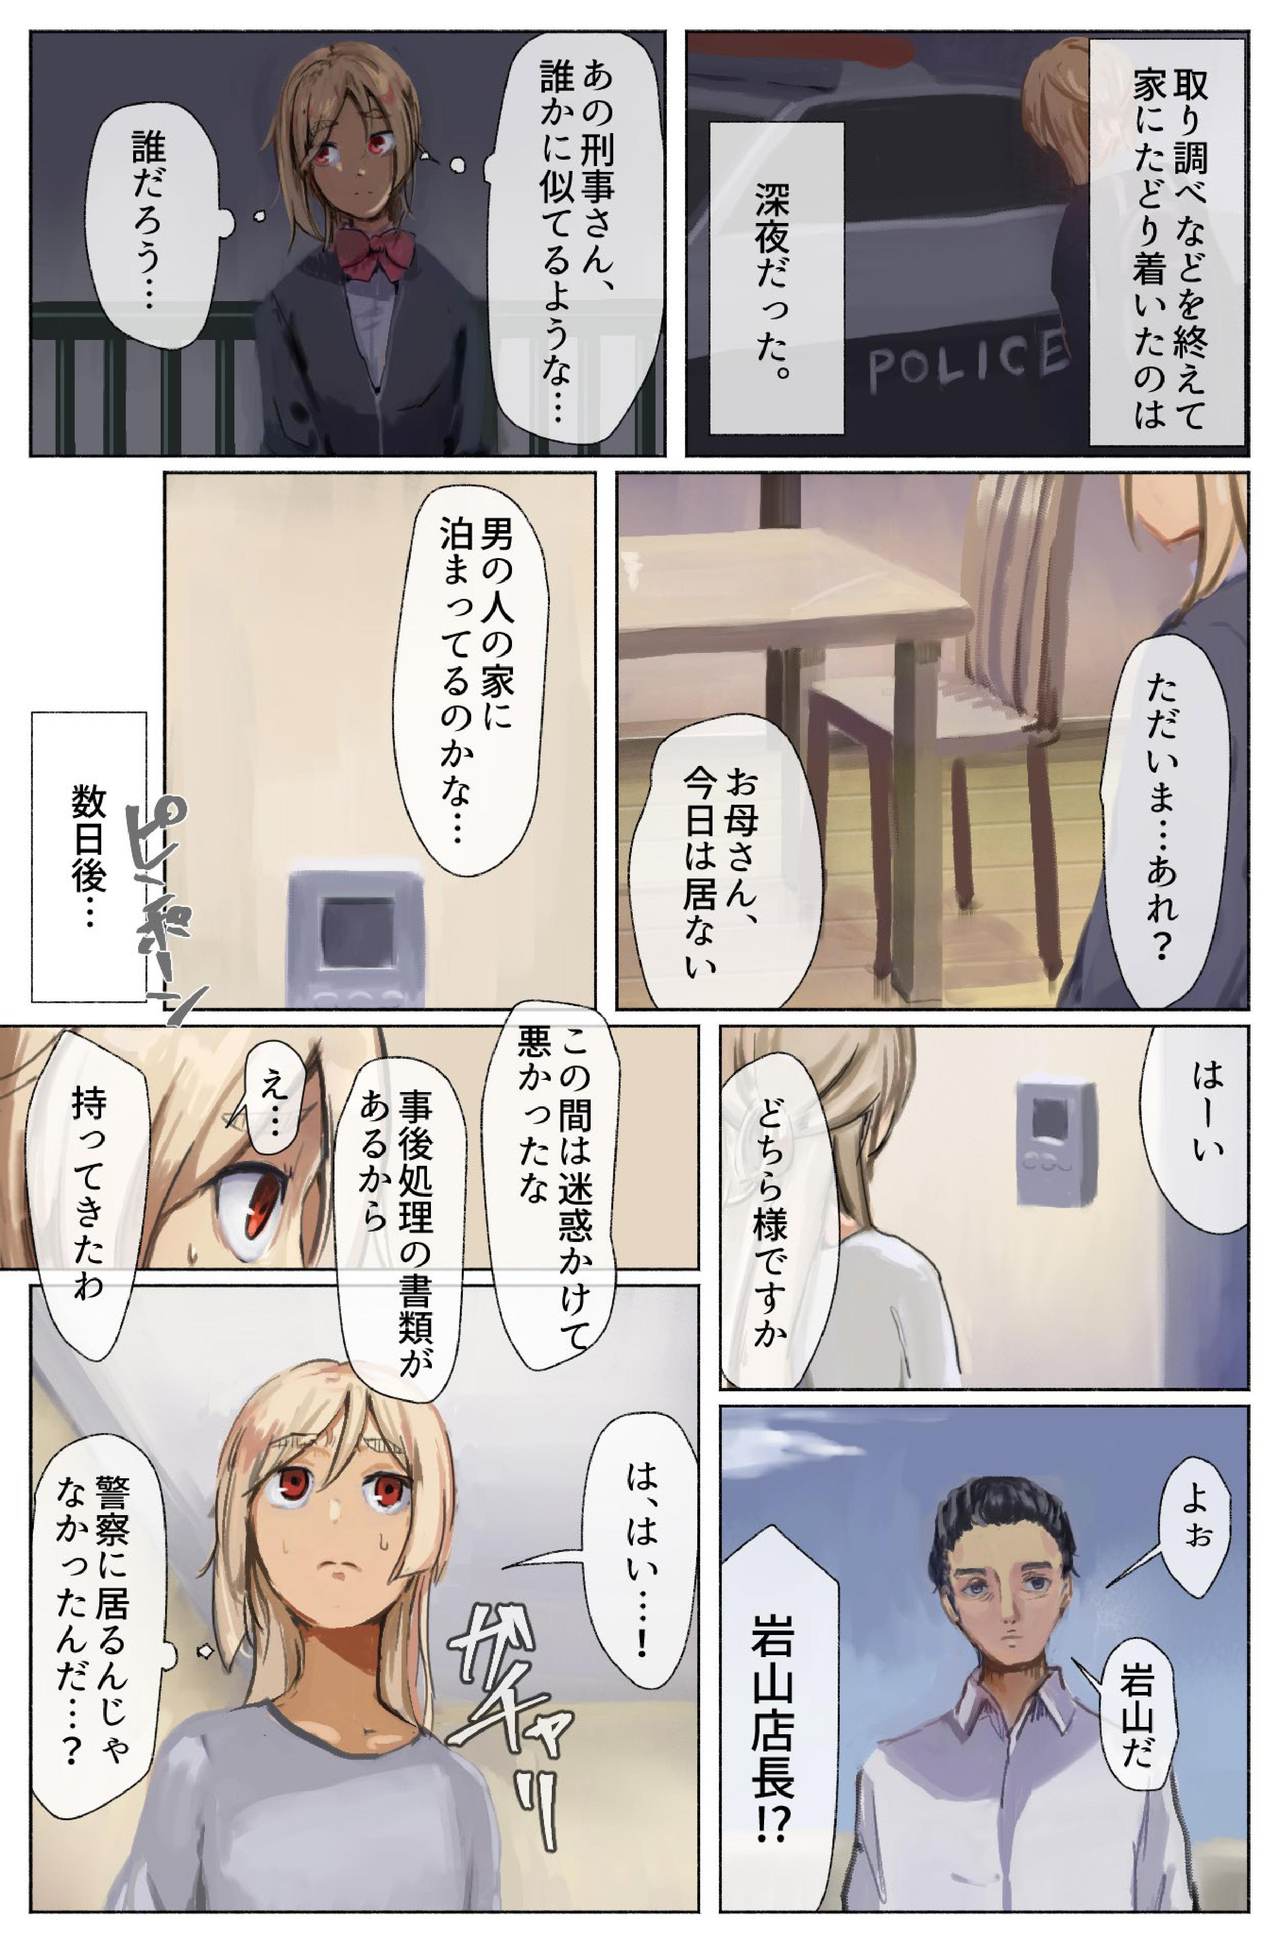 取り調べなどを終えて
家にたどり着いたのは
深夜だった。
POLICE
あの刑事さん、
誰かに似てるような…
誰だろう…
ただいま…あれ？
お母さん、
今日は居ない
男の人の家に
泊まってるのかな…
数日後…
ピンポーン
はーい
どちら様ですか
よぉ
岩山だ
岩山店長!?
この間は迷惑かけて
悪かったな
事後処理の書類が
あるから
え…
持ってきたわ
は、はい…！
ガチャリ
警察に居るんじゃ
なかったんだ…？